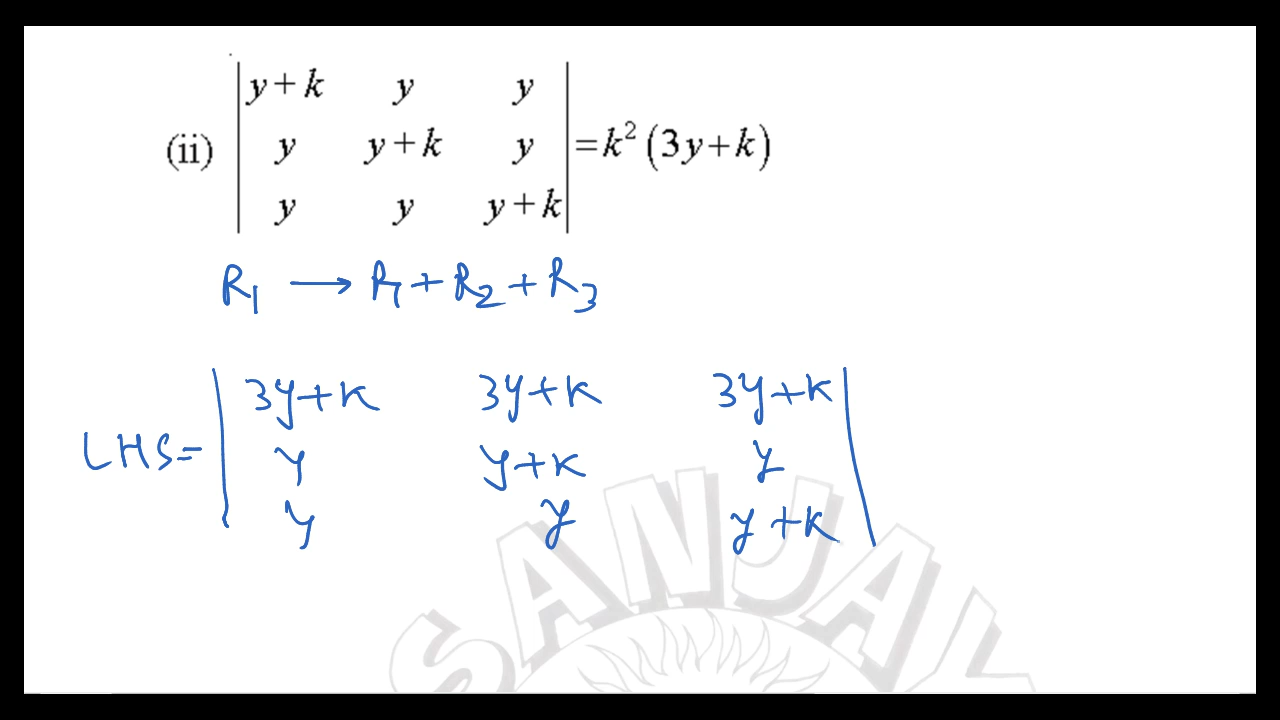 (ii) | y + k   y   y |
| y   y + k   y | = k² (3y + k)
| y   y   y + k |
R₁ ⟶ R₁ + R₂ + R₃
| 3y+k   3y+k   3y+k |
LHS = | y   y+k   y |
| y   y   y+k |
SANJAY